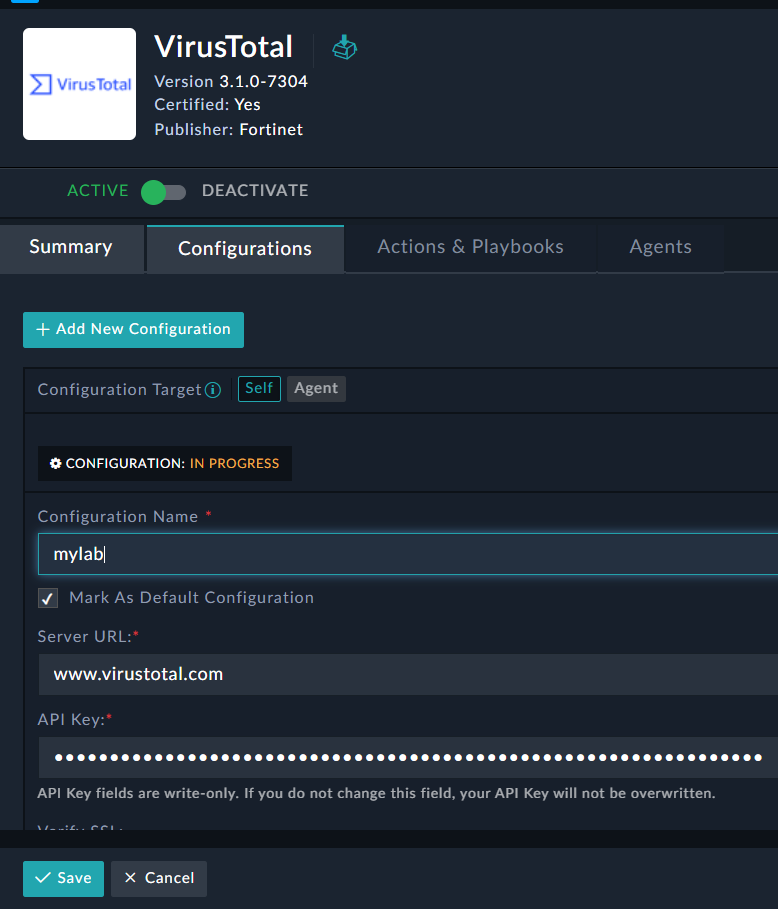 VirusTotal
VirusTotal
Version 3.1.0-7304
Certified: Yes
Publisher: Fortinet
ACTIVE DEACTIVATE
Summary Configurations Actions & Playbooks Agents
+ Add New Configuration
Configuration Target Self Agent
CONFIGURATION: IN PROGRESS
Configuration Name *
mylab
Mark As Default Configuration
Server URL:*
www.virustotal.com
API Key:*
API Key fields are write-only. If you do not change this field, your API Key will not be overwritten.
Verify SSL:
Save Cancel